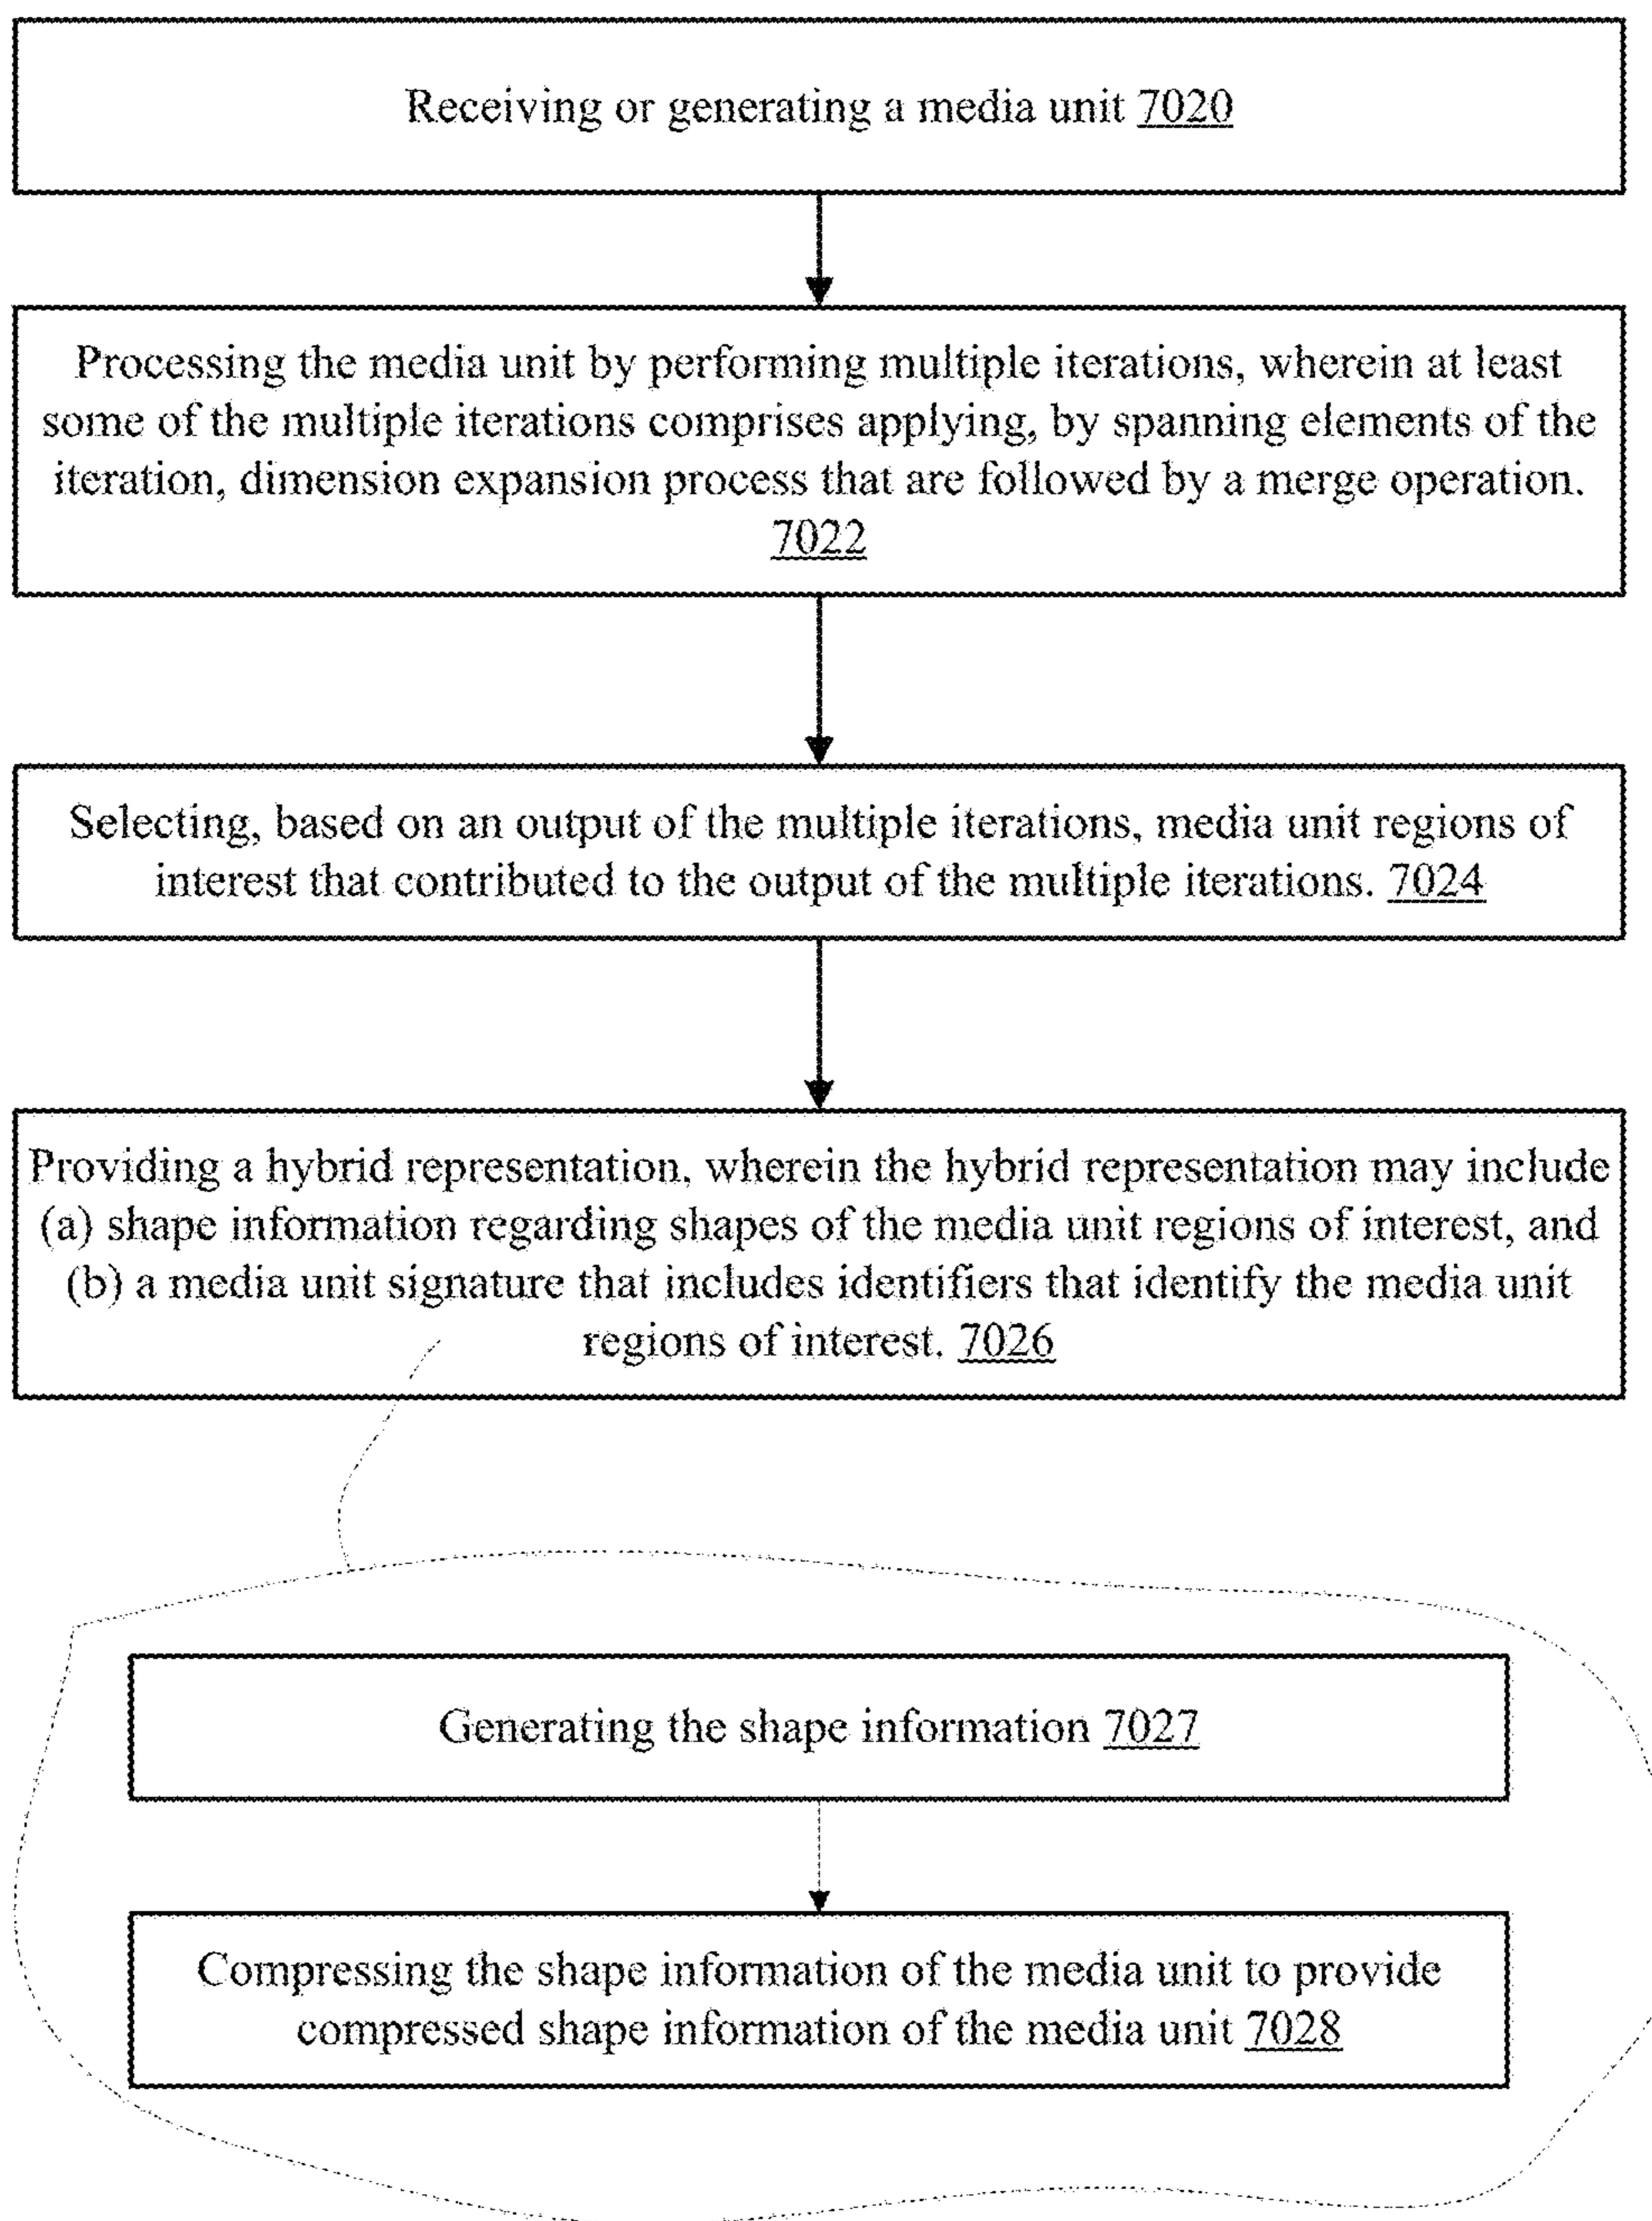 Receiving or generating a media unit 7020
Processing the media unit by performing multiple iterations, wherein at least
some of the multiple iterations comprises applying, by spanning elements of the
iteration, dimension expansion process that are followed by a merge operation.
7022
Selecting, based on an output of the multiple iterations, media unit regions of
interest that contributed to the output of the multiple iterations. 7024
Providing a hybrid representation, wherein the hybrid representation may include
(a) shape information regarding shapes of the media unit regions of interest, and
(b) a media unit signature that includes identifiers that identify the media unit
regions of interest. 7026
Generating the shape information 7027
Compressing the shape information of the media unit to provide
compressed shape information of the media unit 7028